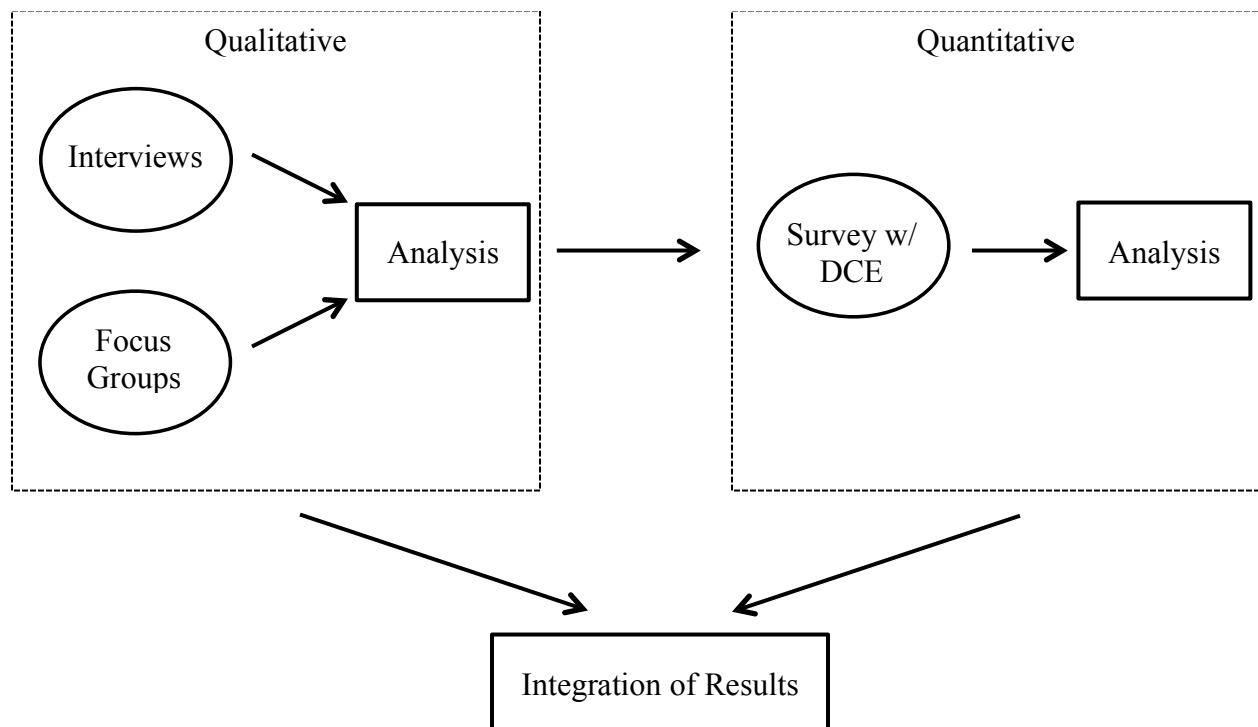 Qualitative
Interviews
Focus
Groups
Analysis
Quantitative
Survey w/
DCE
Analysis
Integration of Results